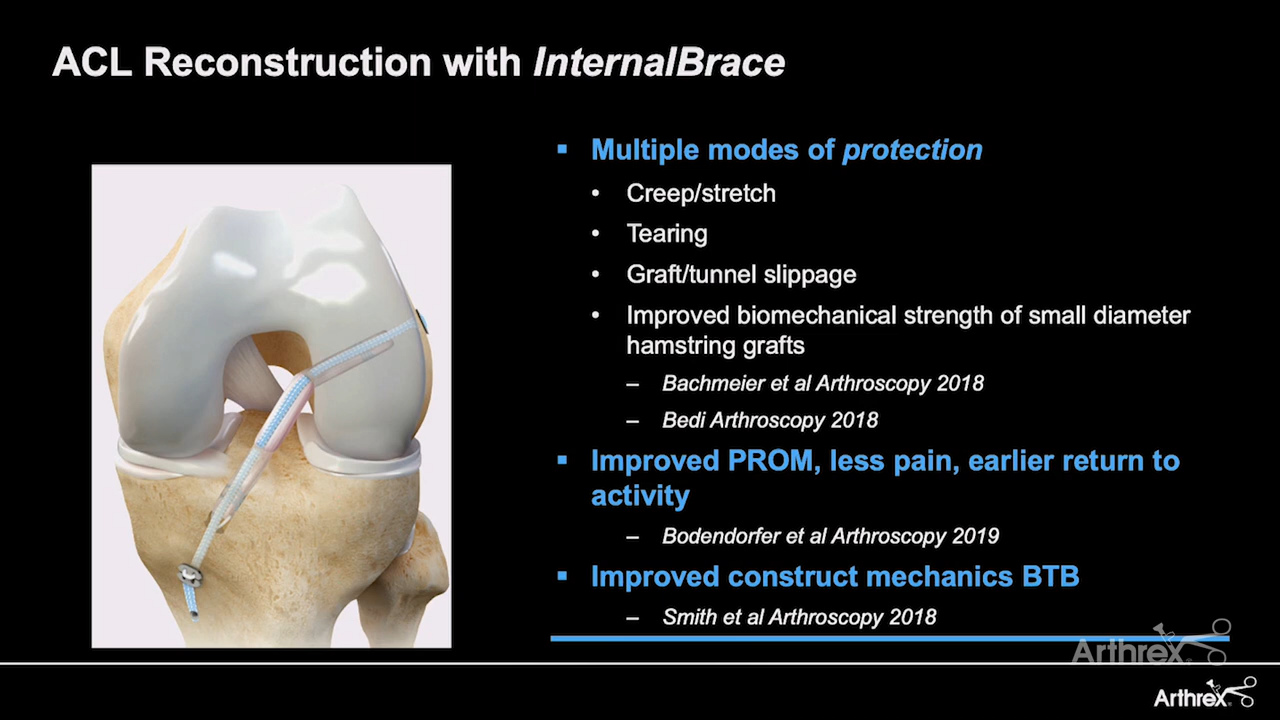 ACL Reconstruction with InternalBrace
▪ Multiple modes of protection
• Creep/stretch
• Tearing
• Graft/tunnel slippage
• Improved biomechanical strength of small diameter
hamstring grafts
– Bachmeier et al Arthroscopy 2018
– Bedi Arthroscopy 2018
▪ Improved PROM, less pain, earlier return to
activity
– Bodendorfer et al Arthroscopy 2019
▪ Improved construct mechanics BTB
– Smith et al Arthroscopy 2018
Arthrex
Arthrex